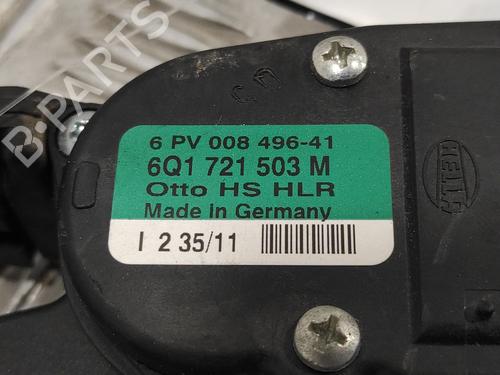 B-PARTS
6 PV 008 496-41
6Q1 721 503 M
Otto HS HLR
Made in Germany
I 2 35/11
HELLA